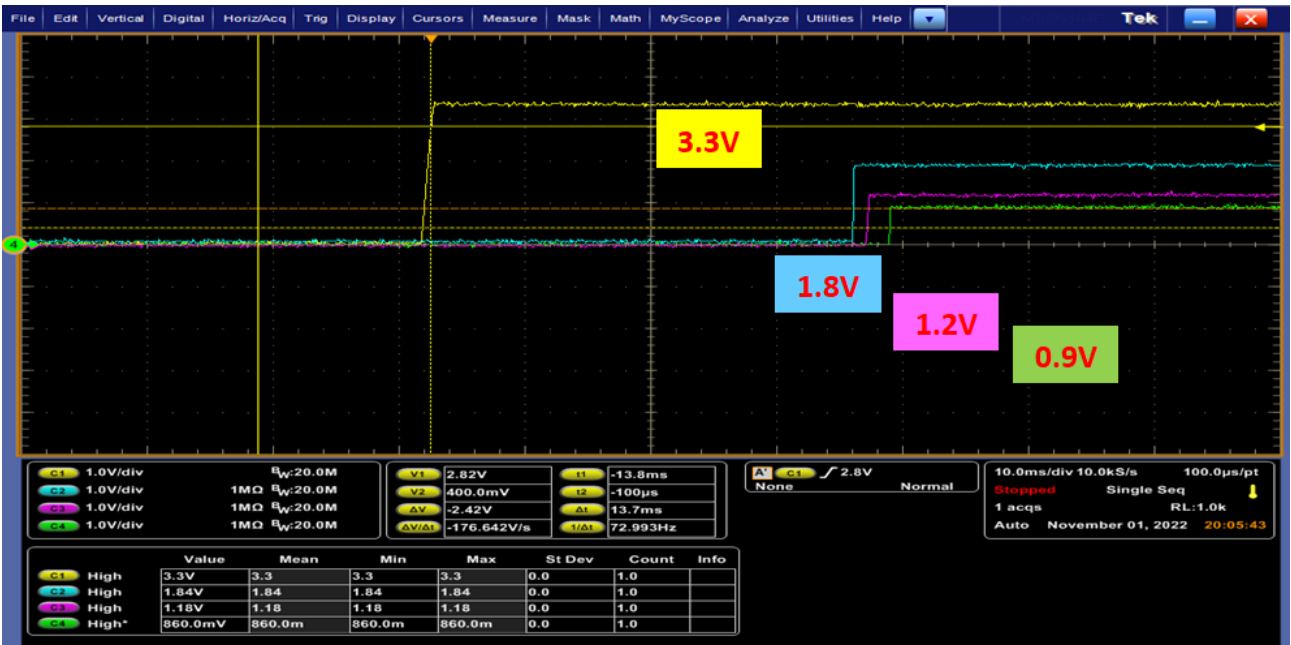 File Edit Vertical Digital Horiz/Acq Trig Display Cursors Measure Mask Math MyScope Analyze Utilities Help Tek
3.3V
4
1.8V
1.2V
0.9V
C1 1.0V/div BW:20.0M
C2 1.0V/div 1MΩ BW:20.0M
C3 1.0V/div 1MΩ BW:20.0M
C4 1.0V/div 1MΩ BW:20.0M
V1 2.82V t1 -13.8ms
V2 400.0mV t2 -100µs
ΔV -2.42V Δt 13.7ms
ΔV/Δt -176.642V/s 1/Δt 72.993Hz
A' C1 2.8V
None Normal
10.0ms/div 10.0kS/s 100.0µs/pt
Stopped Single Seq
1 acqs RL:1.0k
Auto November 01, 2022 20:05:43
Value Mean Min Max St Dev Count Info
C1 High 3.3V 3.3 3.3 3.3 0.0 1.0
C2 High 1.84V 1.84 1.84 1.84 0.0 1.0
C3 High 1.18V 1.18 1.18 1.18 0.0 1.0
C4 High* 860.0mV 860.0m 860.0m 860.0m 0.0 1.0